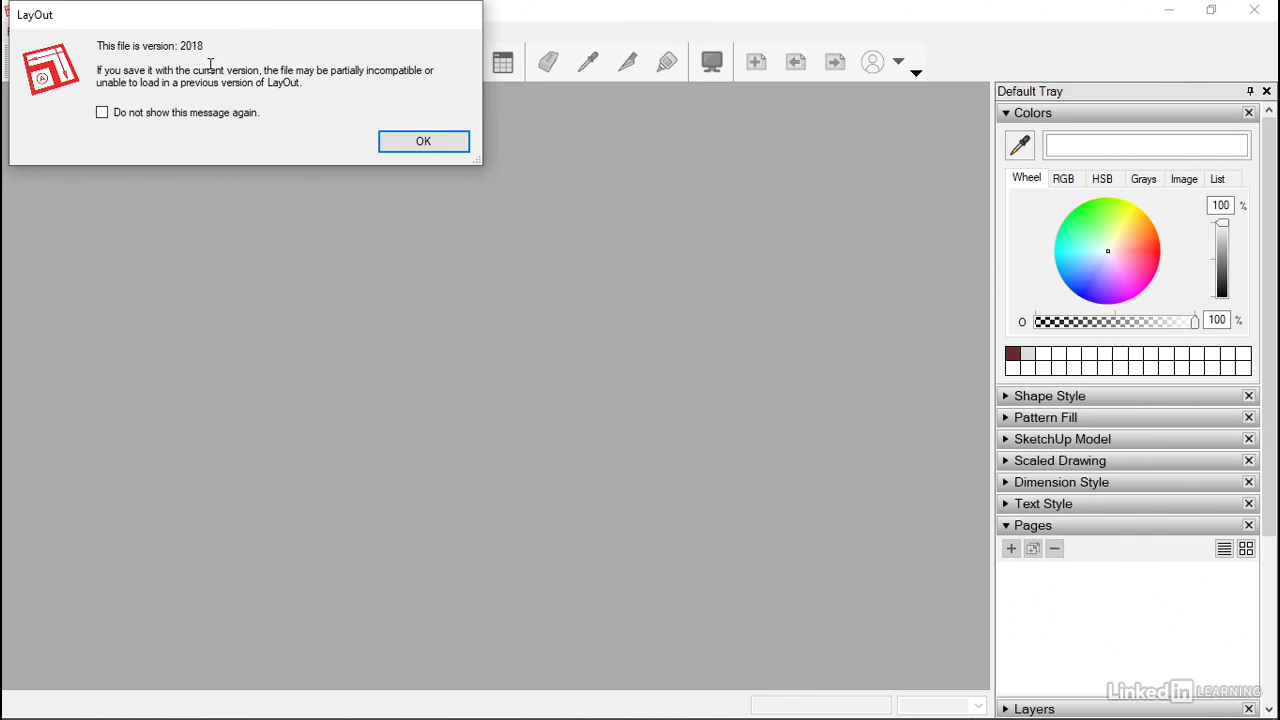 LayOut
This file is version: 2018
If you save it with the current version, the file may be partially incompatible or
unable to load in a previous version of LayOut.
Do not show this message again.
OK
Default Tray
Colors
Wheel RGB HSB Grays Image List
100 %
O 100 %
Shape Style
Pattern Fill
SketchUp Model
Scaled Drawing
Dimension Style
Text Style
Pages
Linked in LEARNING
Layers